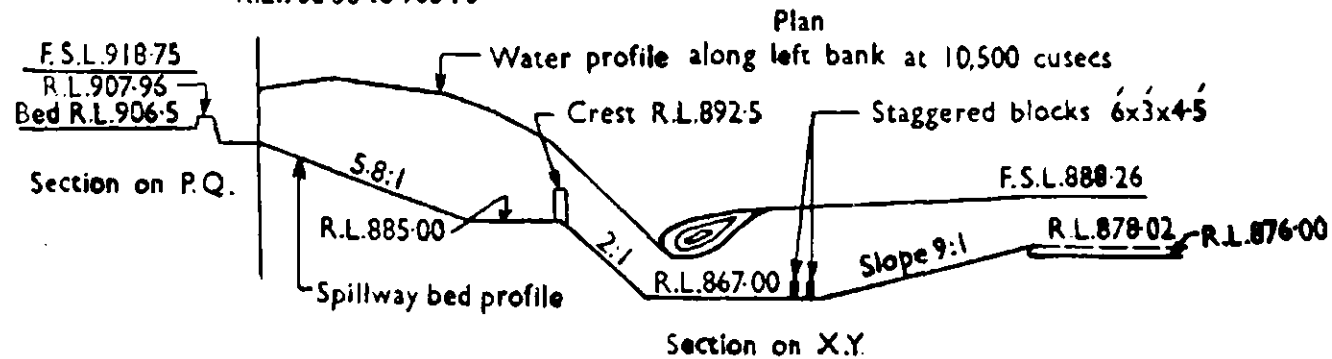 Plan
F.S.L.918·75
R.L.907·96
Bed R.L.906·5
Section on P.Q.
Water profile along left bank at 10,500 cusecs
Crest R.L.892·5
Staggered blocks 6́x3́x4·5́
5·8:1
R.L.885·00
2:1
F.S.L.888·26
R.L.867·00
Slope 9:1
R.L.878·02
R.L.876·00
Spillway bed profile
Section on X.Y.